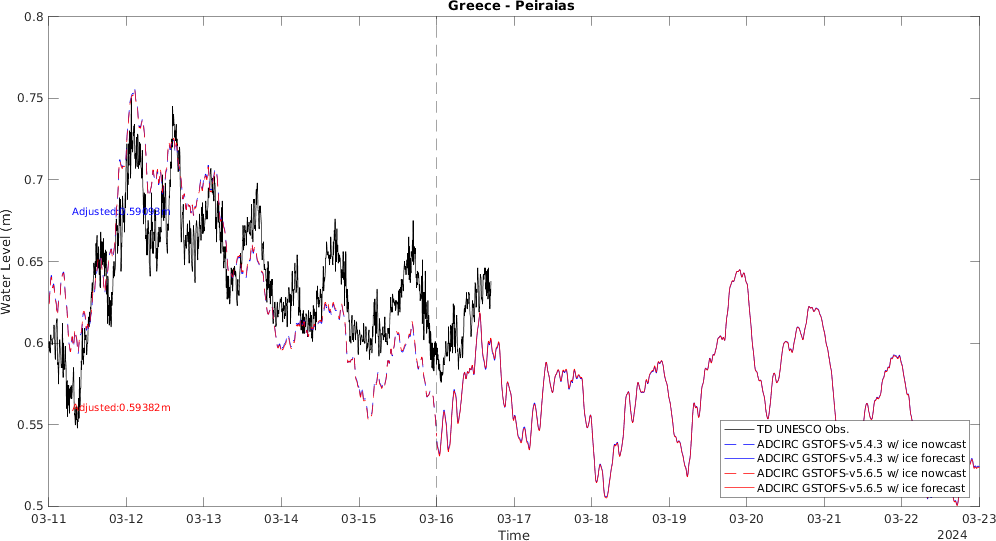 Greece - Peiraias
0.8
0.75
0.7
0.65
0.6
0.55
0.5
Water Level (m)
Adjusted:0.59093m
Adjusted:0.59382m
TD UNESCO Obs.
ADCIRC GSTOFS-v5.4.3 w/ ice nowcast
ADCIRC GSTOFS-v5.4.3 w/ ice forecast
ADCIRC GSTOFS-v5.6.5 w/ ice nowcast
ADCIRC GSTOFS-v5.6.5 w/ ice forecast
03-11 03-12 03-13 03-14 03-15 03-16 03-17 03-18 03-19 03-20 03-21 03-22 03-23
Time
2024